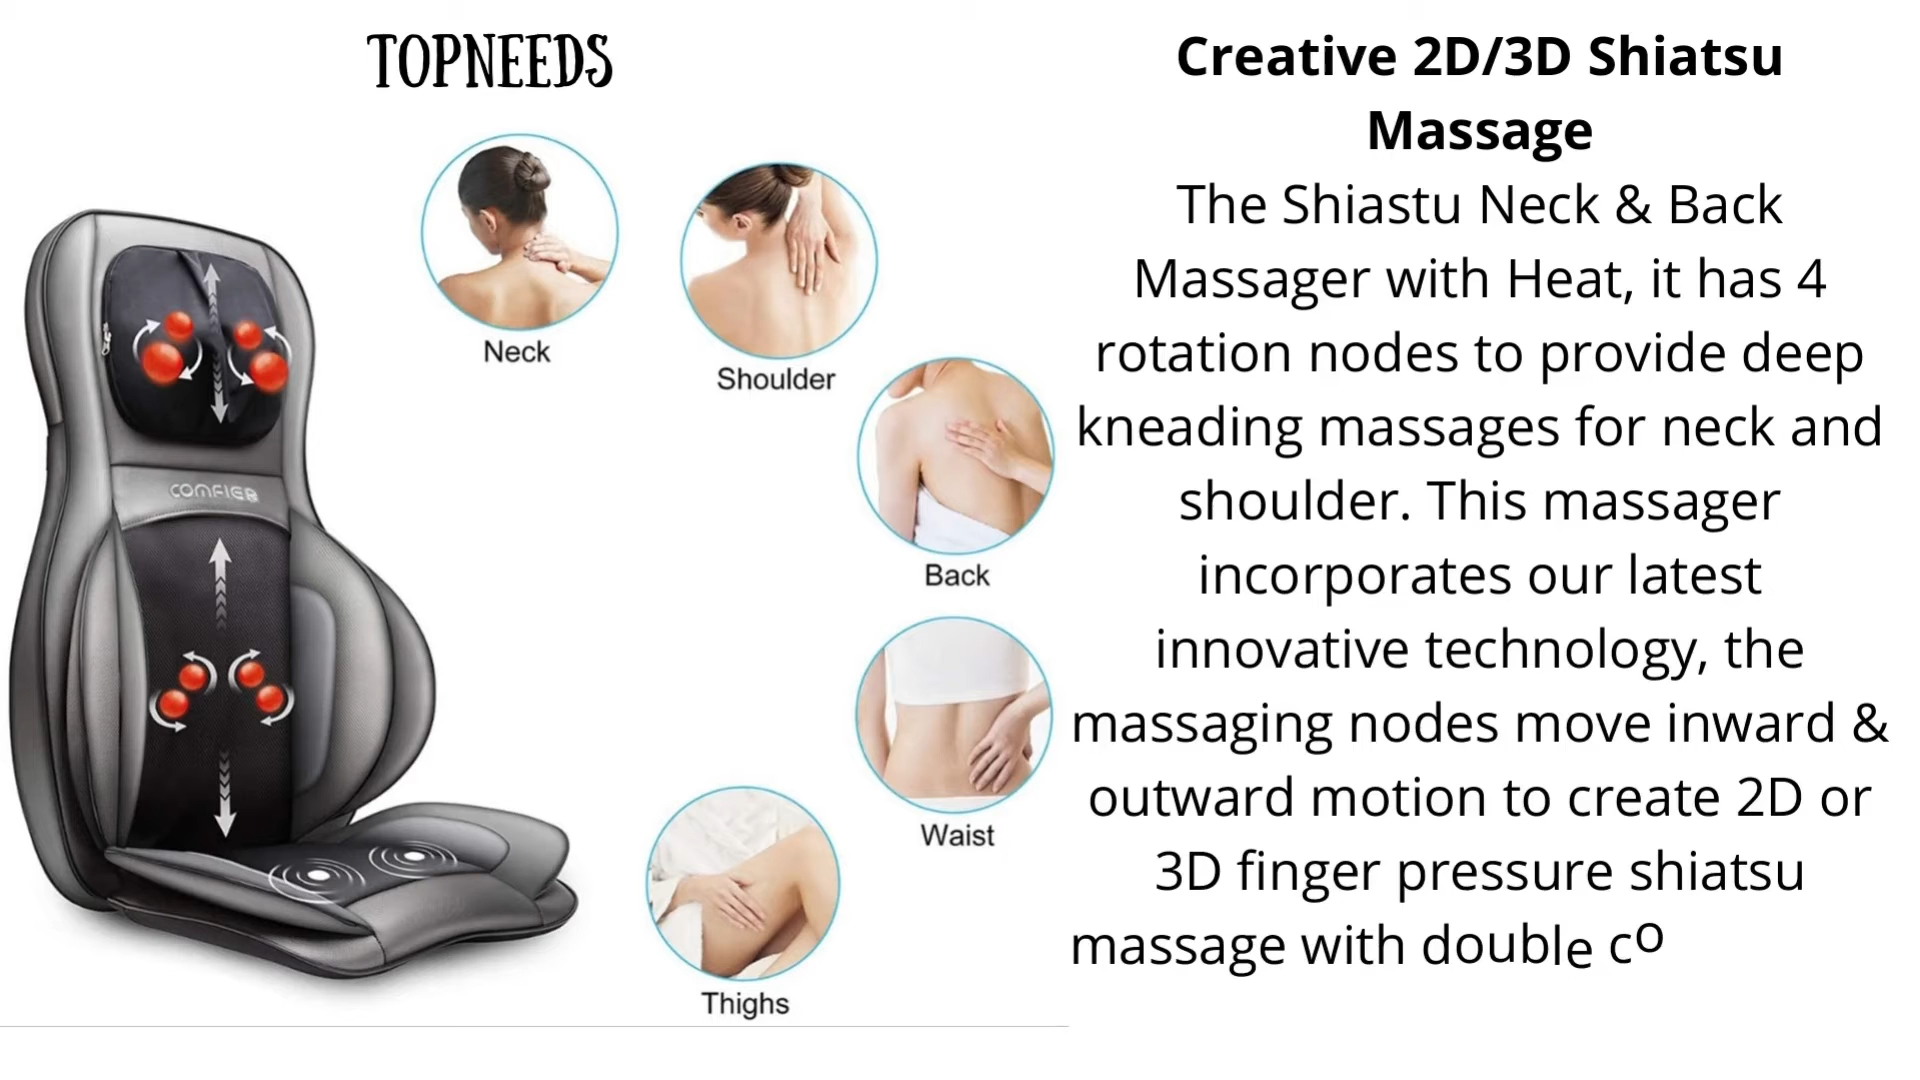 TOPNEEDS
Neck
Shoulder
Back
Waist
Thighs
COMFIER
Creative 2D/3D Shiatsu
Massage
The Shiastu Neck & Back
Massager with Heat, it has 4
rotation nodes to provide deep
kneading massages for neck and
shoulder. This massager
incorporates our latest
innovative technology, the
massaging nodes move inward &
outward motion to create 2D or
3D finger pressure shiatsu
massage with double co